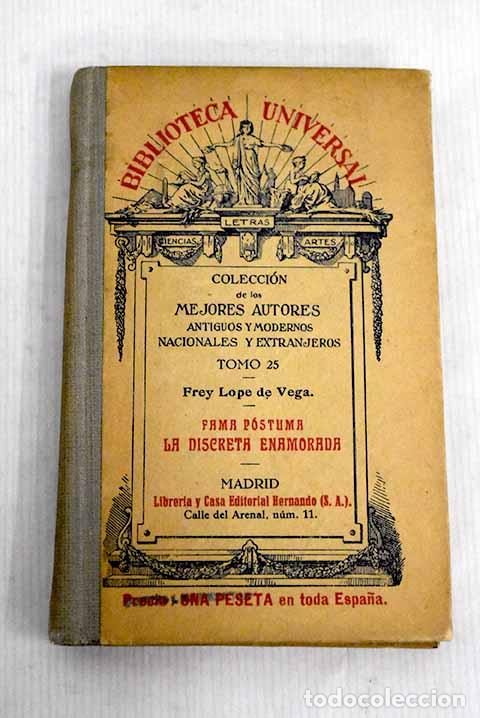 BIBLIOTECA UNIVERSAL
LETRAS
CIENCIAS
ARTES
COLECCIÓN
de los
MEJORES AUTORES
ANTIGUOS Y MODERNOS
NACIONALES Y EXTRANJEROS
TOMO 25
Frey Lope de Vega.
FAMA PÓSTUMA
LA DISCRETA ENAMORADA
MADRID
Librería y Casa Editorial Hernando (S. A.).
Calle del Arenal, núm. 11.
Precio: UNA PESETA en toda España.
todocoleccion